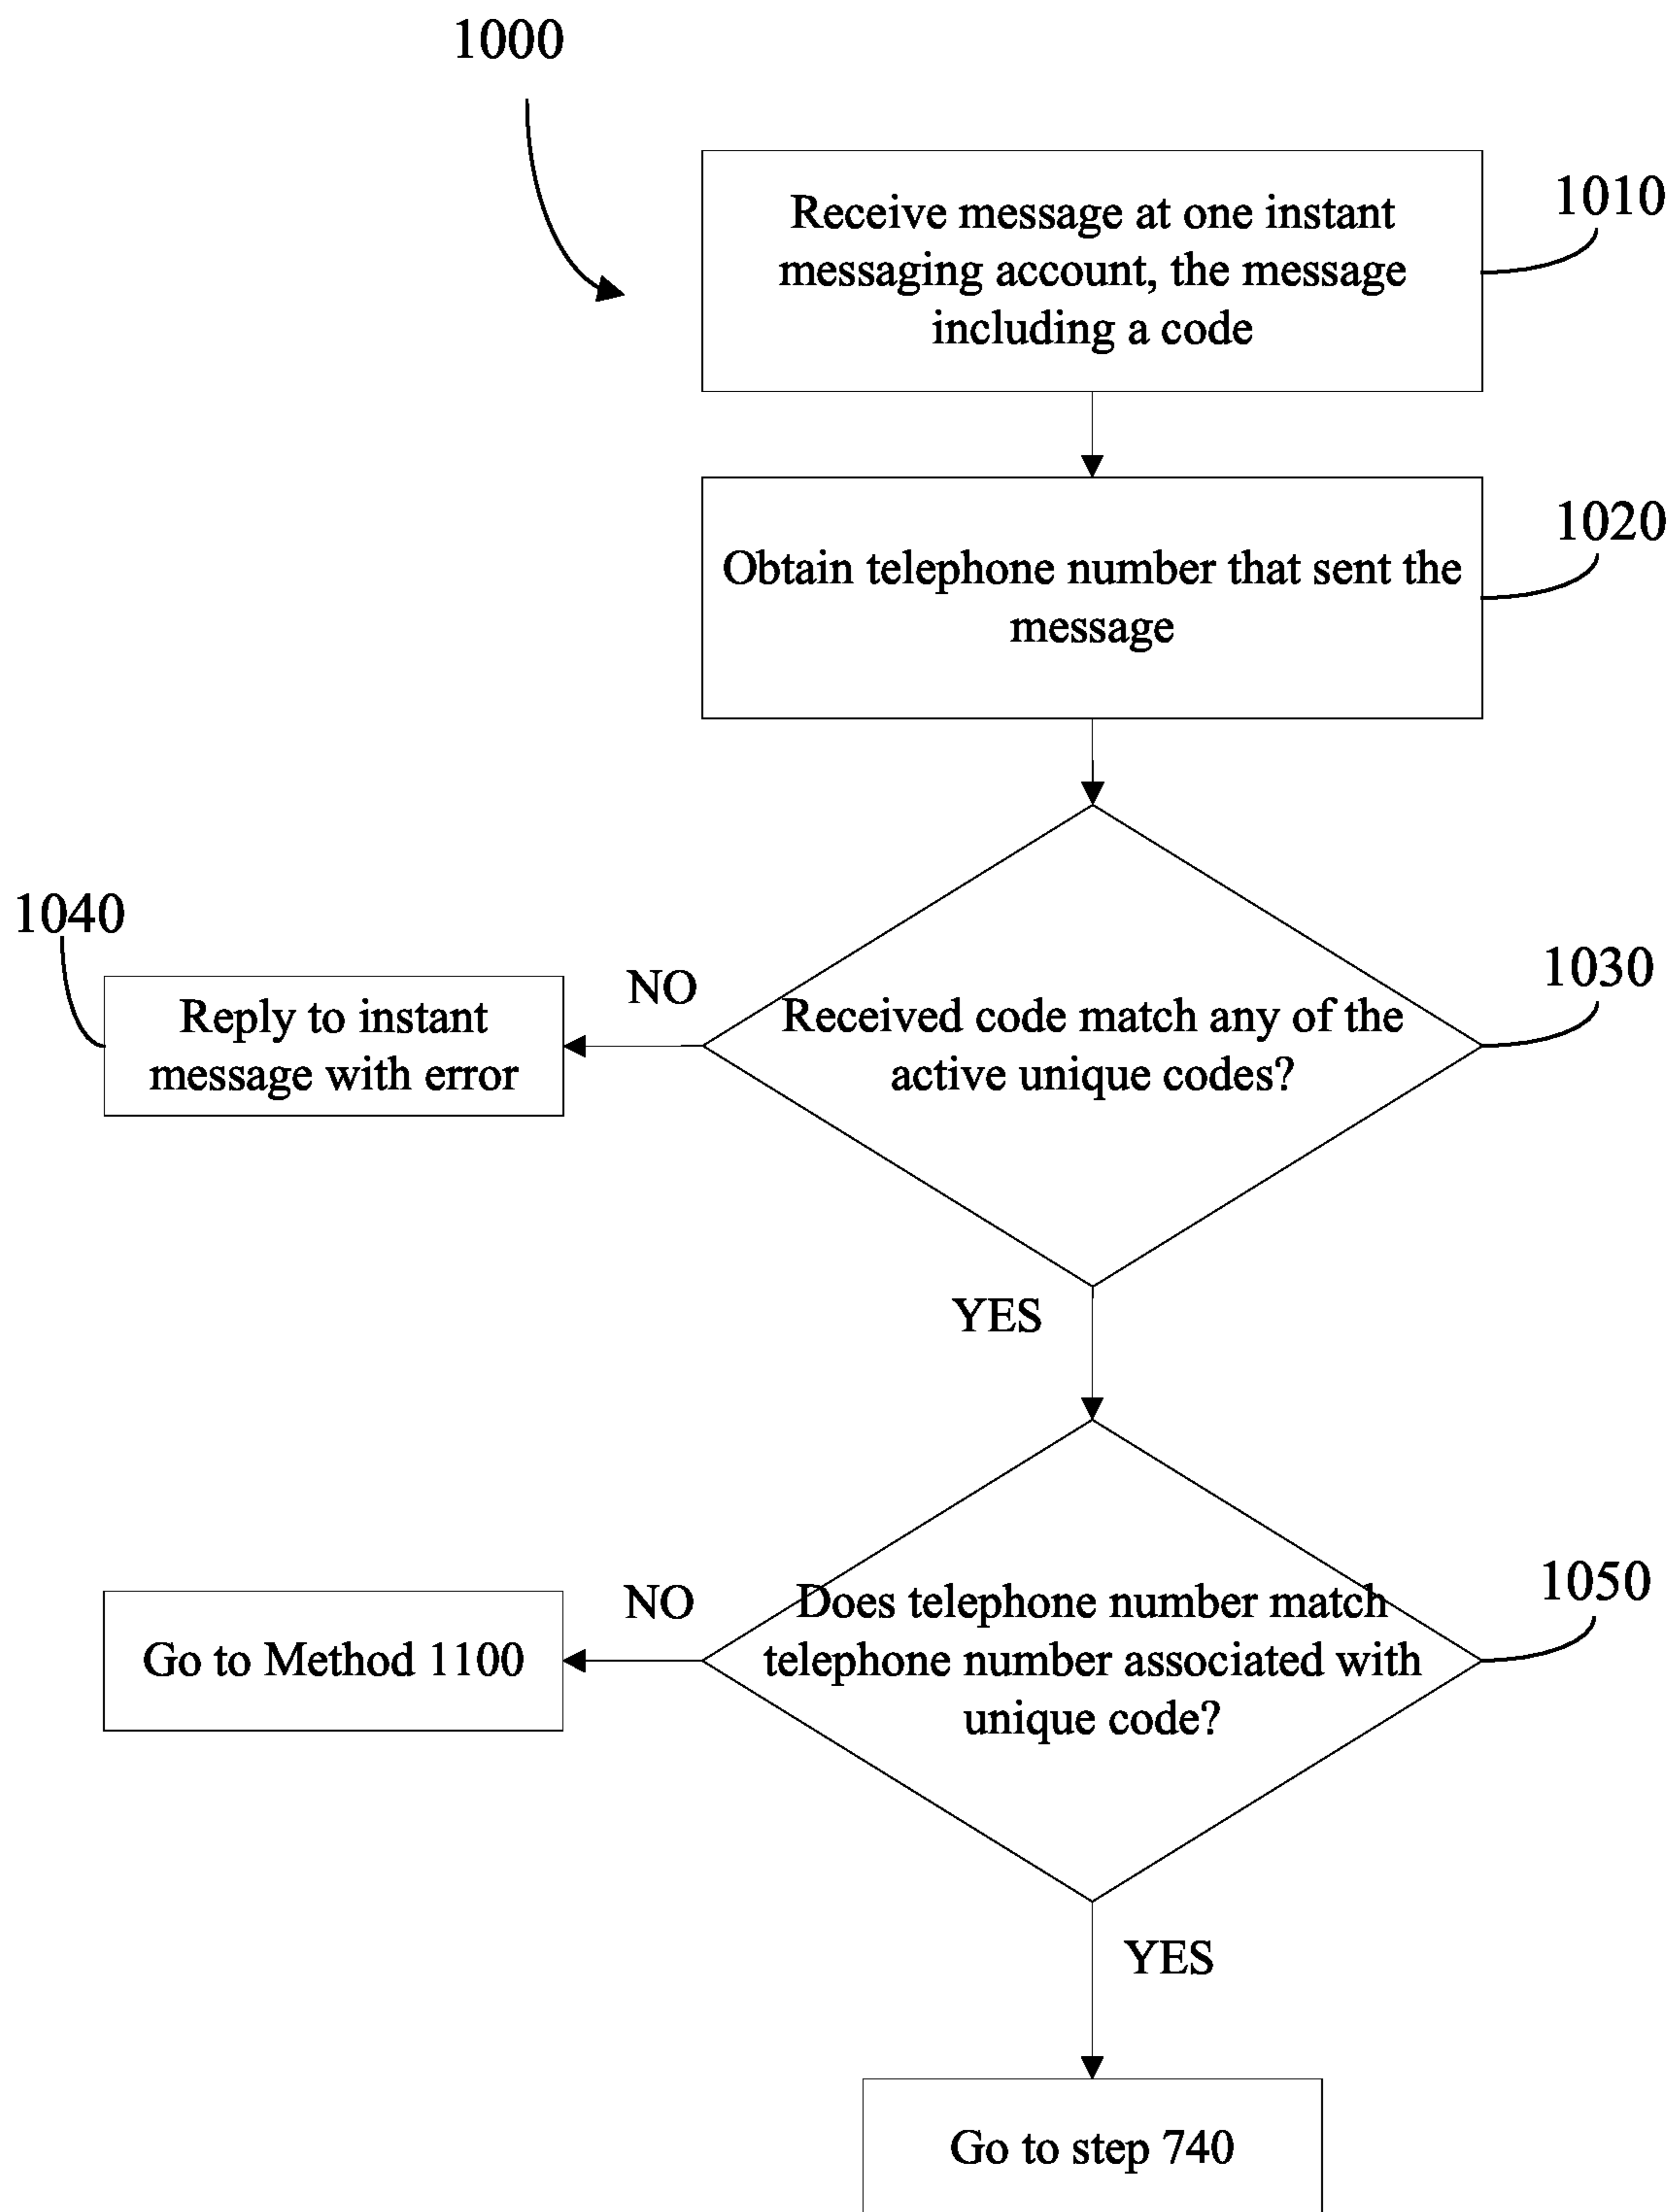 1000
Receive message at one instant
messaging account, the message
including a code
1010
Obtain telephone number that sent the
message
1020
Received code match any of the
active unique codes?
1030
NO
1040
Reply to instant
message with error
YES
Does telephone number match
telephone number associated with
unique code?
1050
NO
Go to Method 1100
YES
Go to step 740